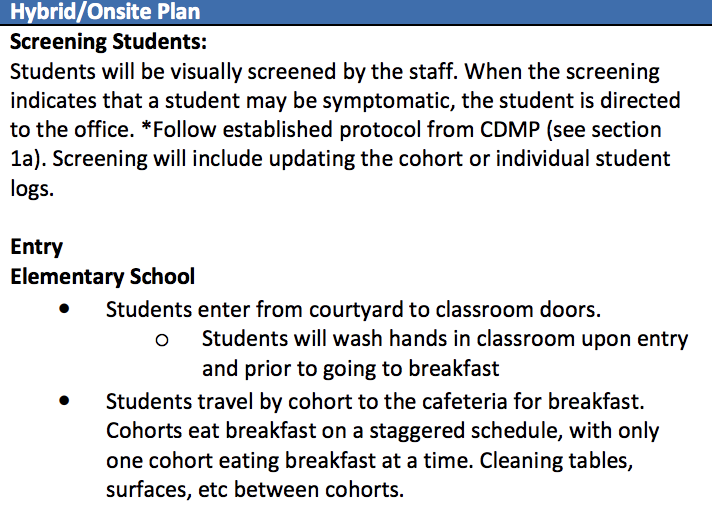 Hybrid/Onsite Plan
Screening Students:
Students will be visually screened by the staff. When the screening
indicates that a student may be symptomatic, the student is directed
to the office. *Follow established protocol from CDMP (see section
1a). Screening will include updating the cohort or individual student
logs.
Entry
Elementary School
• Students enter from courtyard to classroom doors.
o Students will wash hands in classroom upon entry
and prior to going to breakfast
• Students travel by cohort to the cafeteria for breakfast.
Cohorts eat breakfast on a staggered schedule, with only
one cohort eating breakfast at a time. Cleaning tables,
surfaces, etc between cohorts.